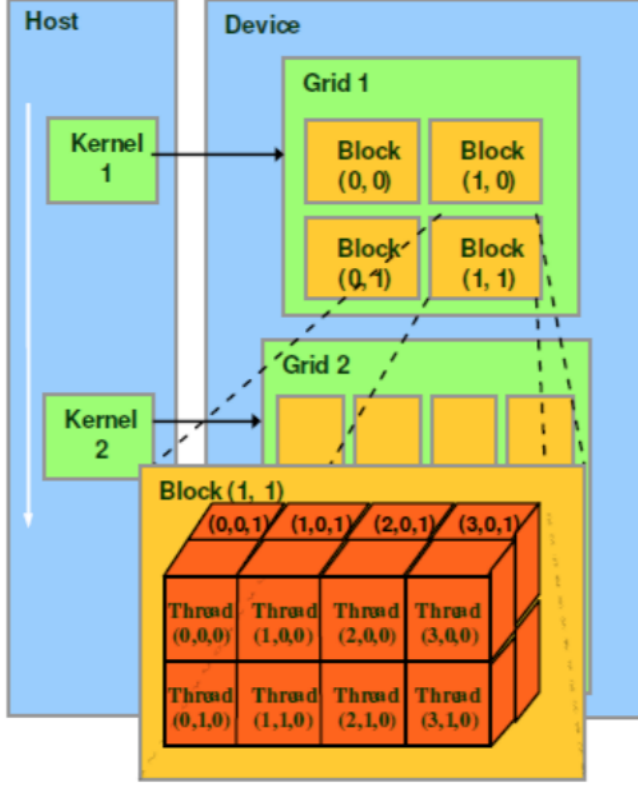 Host
Device
Grid 1
Kernel
1
Block
(0, 0)
Block
(1, 0)
Block
(0, 1)
Block
(1, 1)
Grid 2
Kernel
2
Block (1, 1)
(0,0,1) (1,0,1) (2,0,1) (3,0,1)
Thread Thread Thread Thread
(0,0,0) (1,0,0) (2,0,0) (3,0,0)
Thread Thread Thread Thread
(0,1,0) (1,1,0) (2,1,0) (3,1,0)